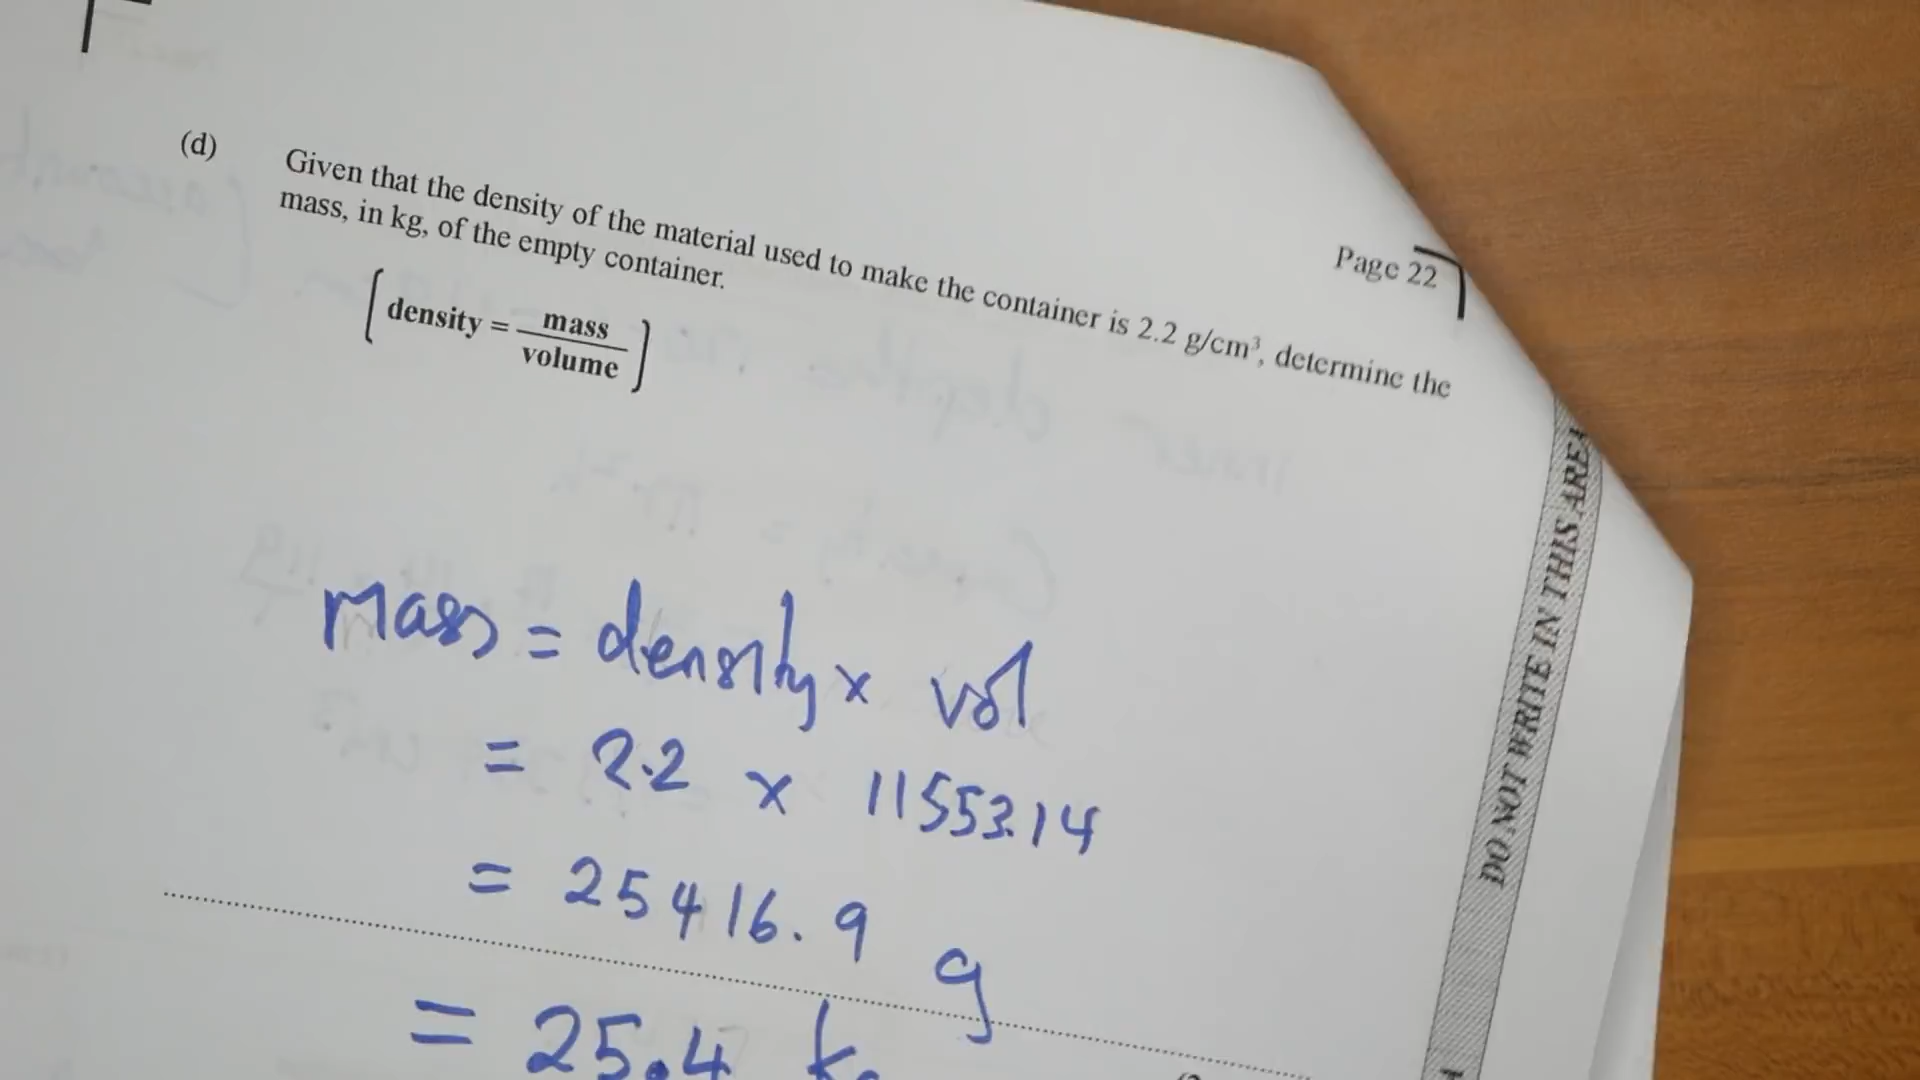 Page 22
(d) Given that the density of the material used to make the container is 2.2 g/cm³, determine the
mass, in kg, of the empty container.
[density = mass / volume]
mass = density × vol
= 2.2 × 11553.14
= 25416.9 g
= 25.4 kg
DO NOT WRITE IN THIS AREA